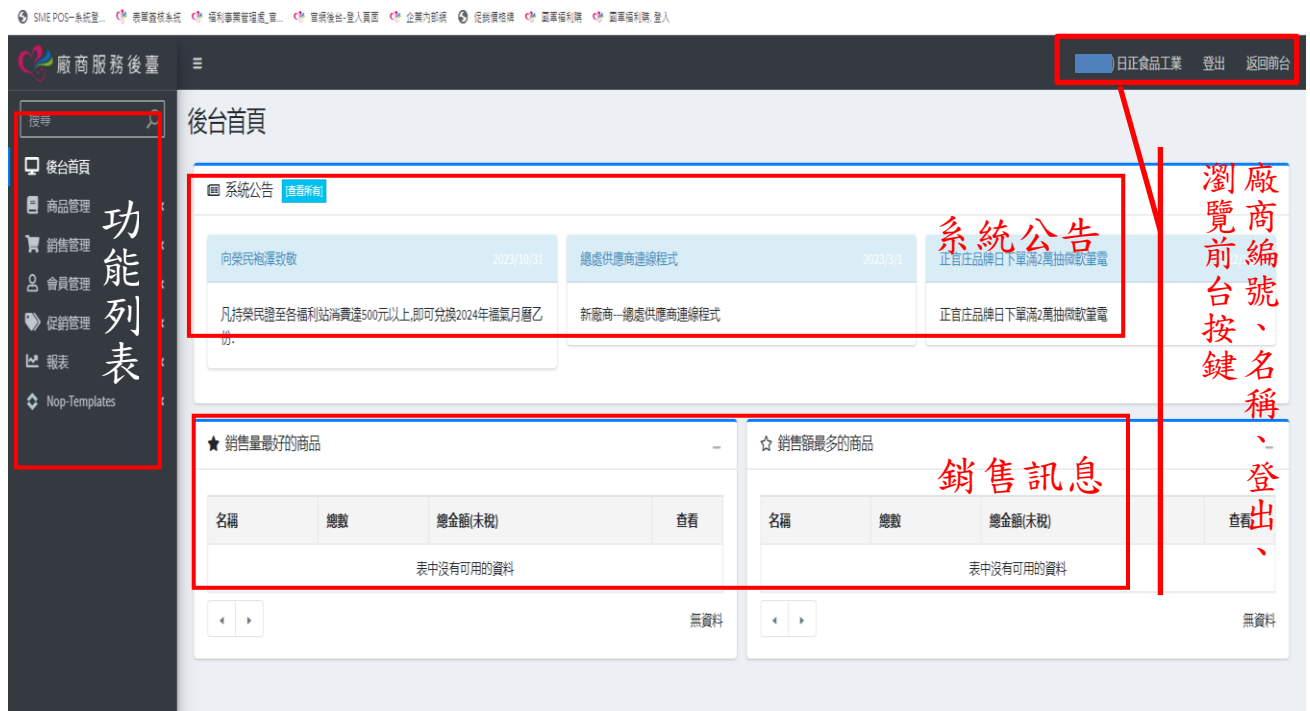 SME POS-系統登... 表單簽核系統 福利事業管理處_官... 官網後台-登入頁面 企業內部網 促銷價格牌 國軍福利購 國軍福利購.登入
廠商服務後臺
)日正食品工業 登出 返回前台
搜尋
後台首頁
商品管理
銷售管理
會員管理
促銷管理
報表
Nop-Templates
功能列表
後台首頁
系統公告 [查看所有]
系統公告
向榮民袍澤致敬 2023/10/31
凡持榮民證至各福利站消費達500元以上,即可兌換2024年福氣月曆乙
份.
總處供應商連線程式 2023/3/1
新廠商---總處供應商連線程式
正官庄品牌日下單滿2萬抽微軟筆電
正官庄品牌日下單滿2萬抽微軟筆電
廠商編號、名稱、登出、
瀏覽前台按鍵
銷售量最好的商品
名稱 總數 總金額(未稅) 查看
表中沒有可用的資料
無資料
銷售額最多的商品
銷售訊息
名稱 總數 總金額(未稅) 查看
表中沒有可用的資料
無資料